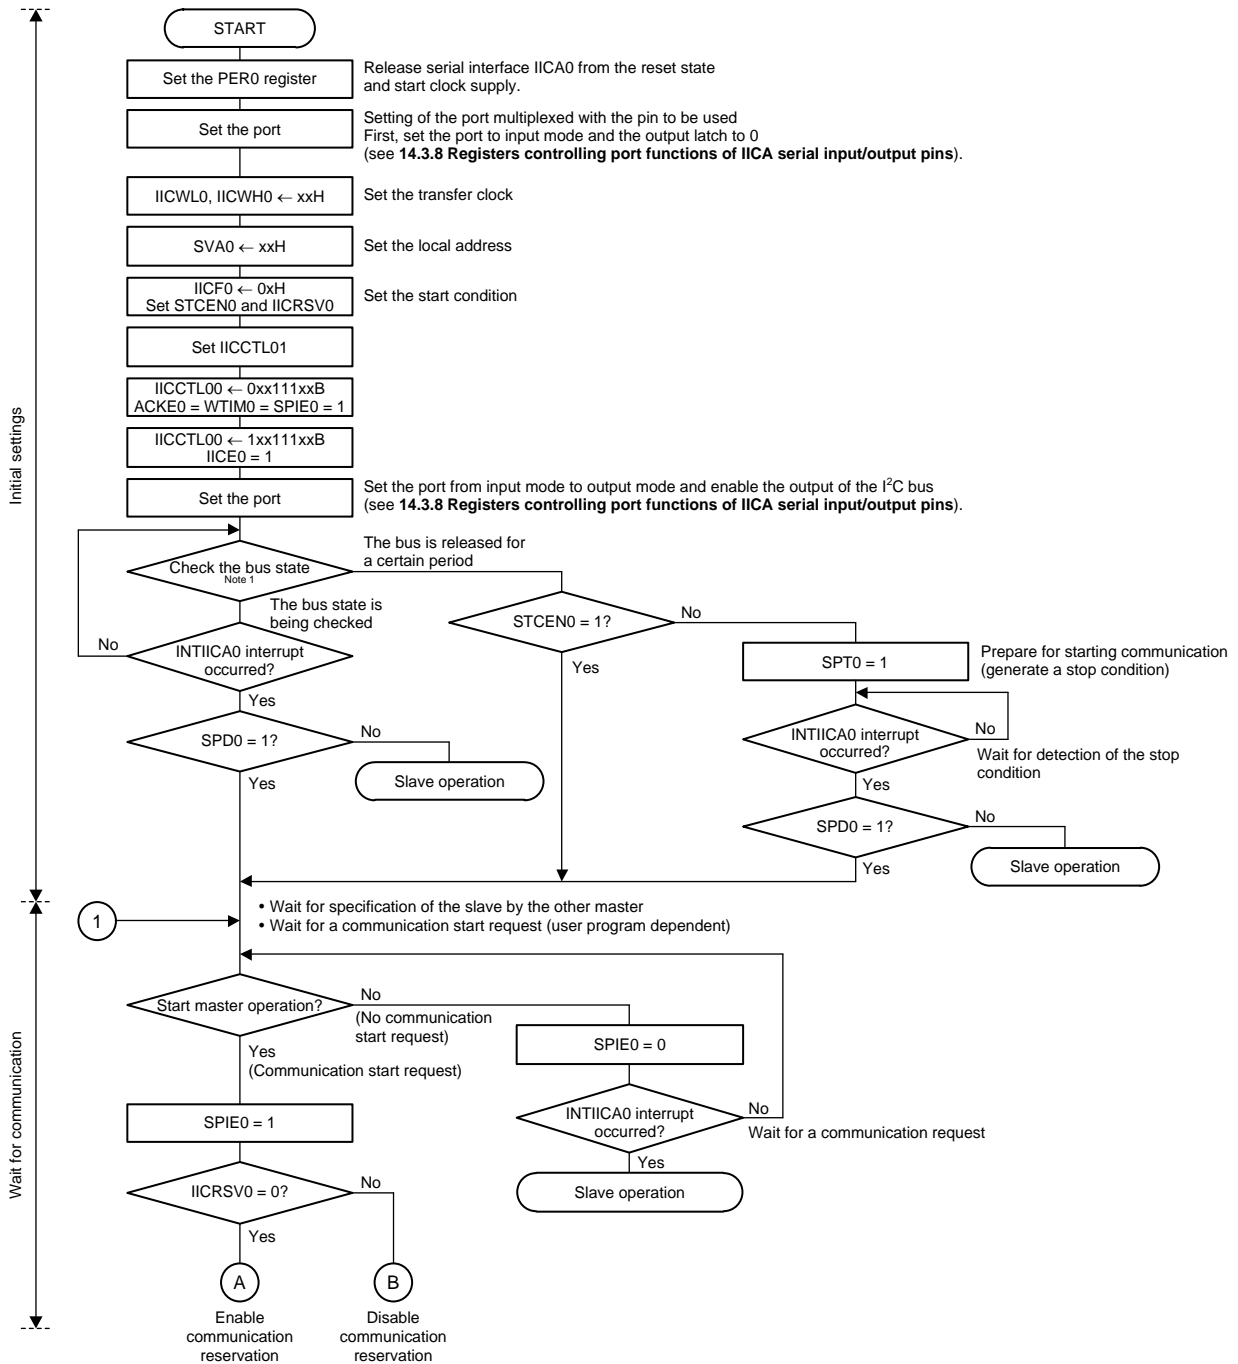 START
Set the PER0 register
Release serial interface IICA0 from the reset state
and start clock supply.
Set the port
Setting of the port multiplexed with the pin to be used
First, set the port to input mode and the output latch to 0
(see 14.3.8 Registers controlling port functions of IICA serial input/output pins).
IICWL0, IICWH0 ← xxH
Set the transfer clock
SVA0 ← xxH
Set the local address
IICF0 ← 0xH
Set STCEN0 and IICRSV0
Set the start condition
Set IICCTL01
IICCTL00 ← 0xx111xxB
ACKE0 = WTIM0 = SPIE0 = 1
IICCTL00 ← 1xx111xxB
IICE0 = 1
Initial settings
Set the port
Set the port from input mode to output mode and enable the output of the I²C bus
(see 14.3.8 Registers controlling port functions of IICA serial input/output pins).
Check the bus state
Note 1
The bus is released for
a certain period
The bus state is
being checked
STCEN0 = 1?
No
Yes
No
INTIICA0 interrupt
occurred?
Yes
SPT0 = 1
Prepare for starting communication
(generate a stop condition)
SPD0 = 1?
No
Slave operation
Yes
INTIICA0 interrupt
occurred?
No
Wait for detection of the stop
condition
Yes
SPD0 = 1?
No
Slave operation
Yes
1
• Wait for specification of the slave by the other master
• Wait for a communication start request (user program dependent)
Wait for communication
Start master operation?
No
(No communication
start request)
Yes
(Communication start request)
SPIE0 = 0
SPIE0 = 1
INTIICA0 interrupt
occurred?
No
Wait for a communication request
Yes
Slave operation
IICRSV0 = 0?
No
Yes
A
B
Enable
communication
reservation
Disable
communication
reservation